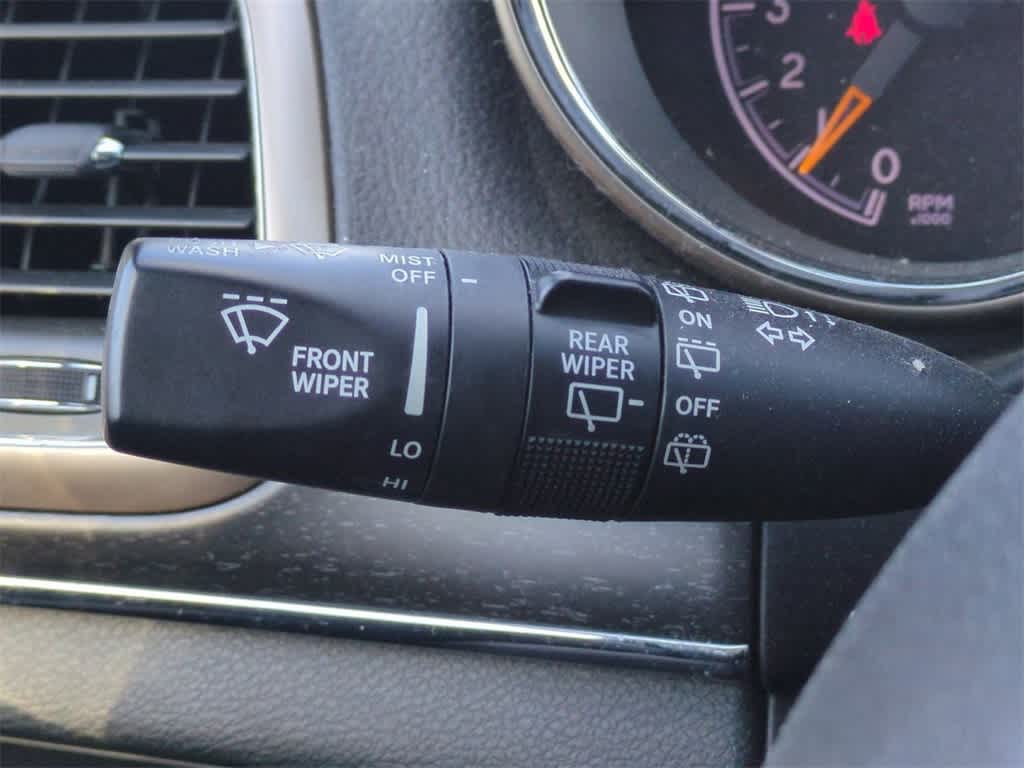 WASH
MIST
OFF
FRONT
WIPER
LO
HI
REAR
WIPER
ON
OFF
3
2
1
0
RPM
x1000